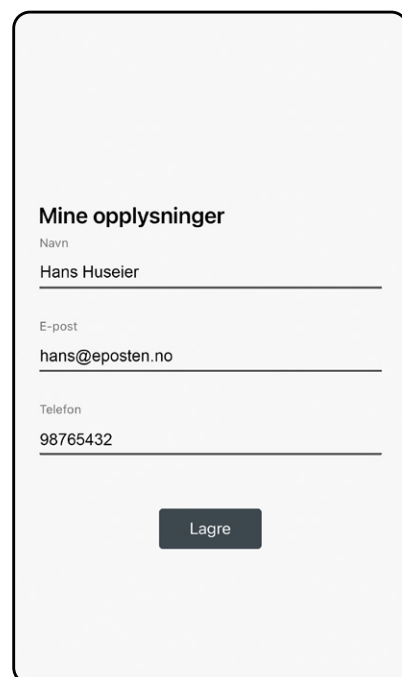 Mine opplysninger
Navn
Hans Huseier
E-post
hans@eposten.no
Telefon
98765432
Lagre